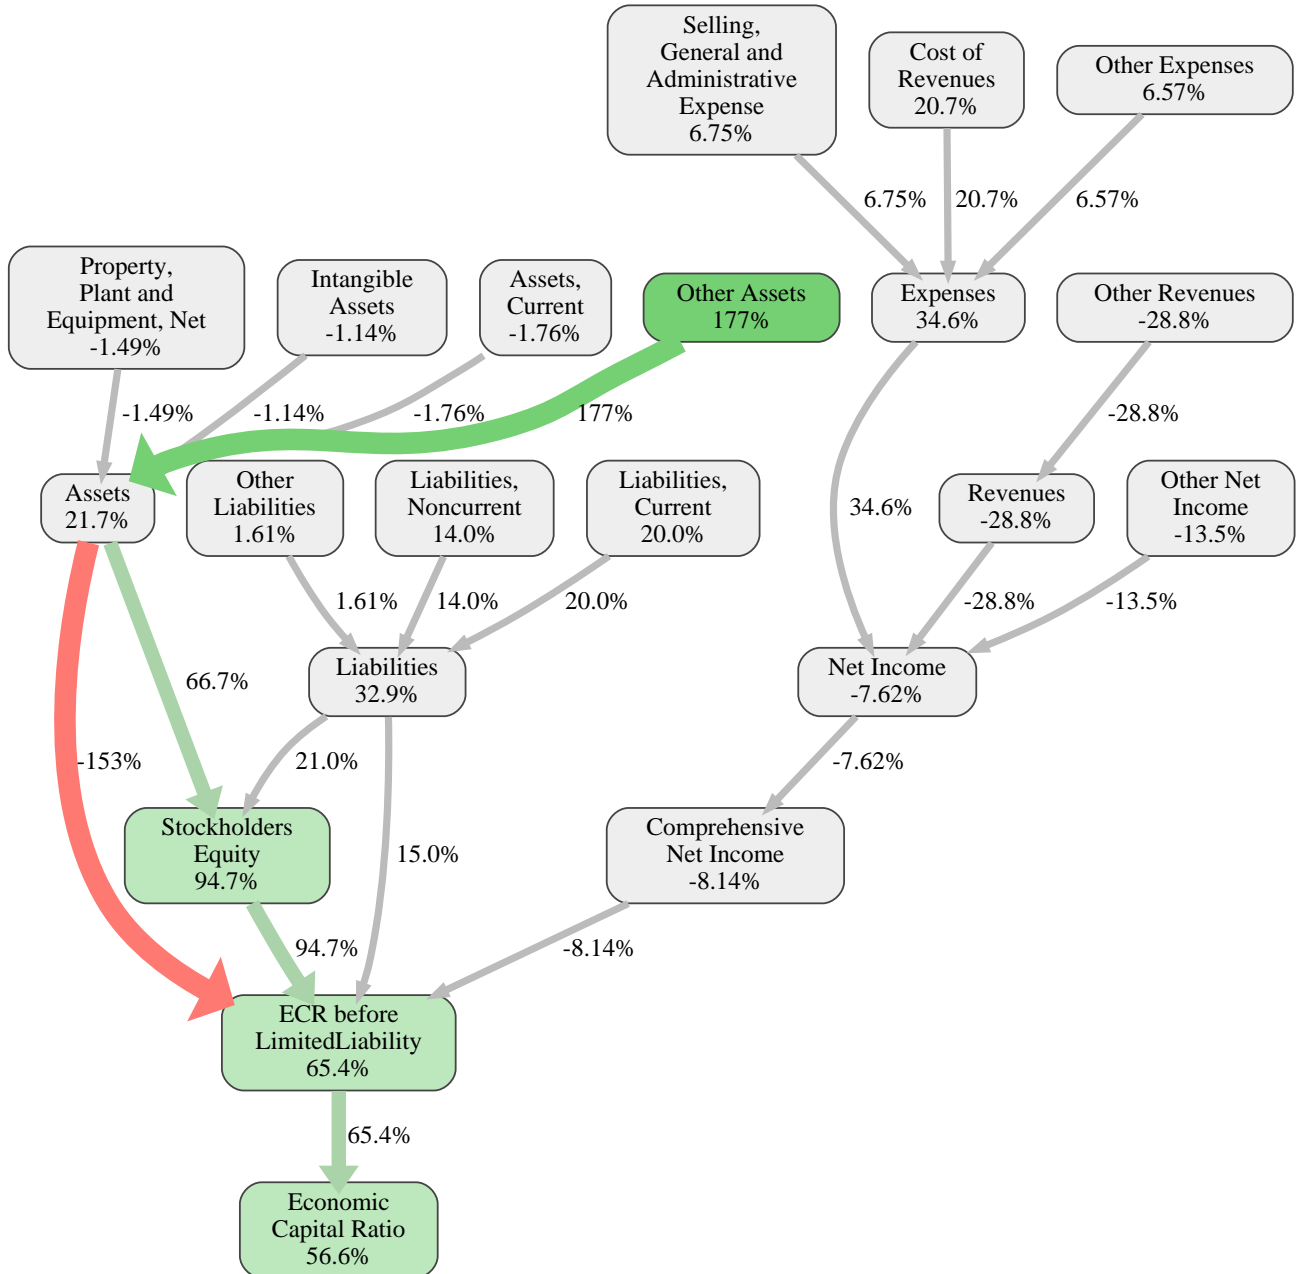 Selling,
General and
Administrative
Expense
6.75%
Cost of
Revenues
20.7%
Other Expenses
6.57%
6.75%
20.7%
6.57%
Property,
Plant and
Equipment, Net
-1.49%
Intangible
Assets
-1.14%
Assets,
Current
-1.76%
Other Assets
177%
Expenses
34.6%
Other Revenues
-28.8%
-1.49%
-1.14%
-1.76%
177%
-28.8%
Assets
21.7%
Other
Liabilities
1.61%
Liabilities,
Noncurrent
14.0%
Liabilities,
Current
20.0%
34.6%
Revenues
-28.8%
Other Net
Income
-13.5%
1.61%
14.0%
20.0%
-28.8%
-13.5%
66.7%
Liabilities
32.9%
Net Income
-7.62%
-153%
21.0%
-7.62%
Stockholders
Equity
94.7%
15.0%
Comprehensive
Net Income
-8.14%
94.7%
-8.14%
ECR before
LimitedLiability
65.4%
65.4%
Economic
Capital Ratio
56.6%